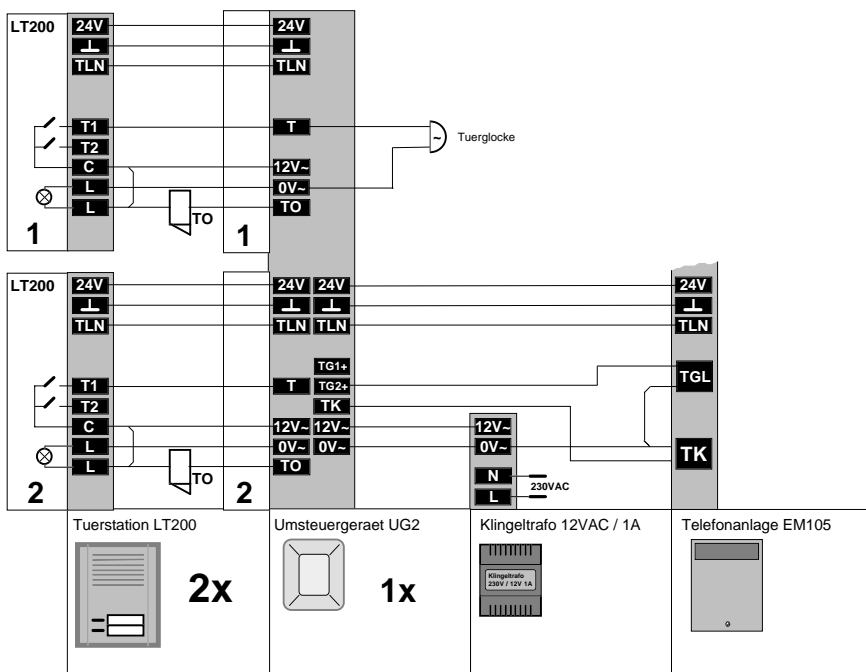 LT200 24V 24V
TLN TLN
T1 T Tuerglocke
~
T2
C 12V~
L 0V~
L TO TO
1 1
LT200 24V 24V 24V 24V
TLN TLN TLN TLN
TG1+
TGL
T1 T TG2+
T2 TK
C 12V~ 12V~ 12V~
L 0V~ 0V~ 0V~ TK
L TO TO
N
230VAC
L
2 2
Tuerstation LT200 Umsteuergeraet UG2 Klingeltrafo 12VAC / 1A Telefonanlage EM105
2x 1x
Klingeltrafo
230V / 12V 1A